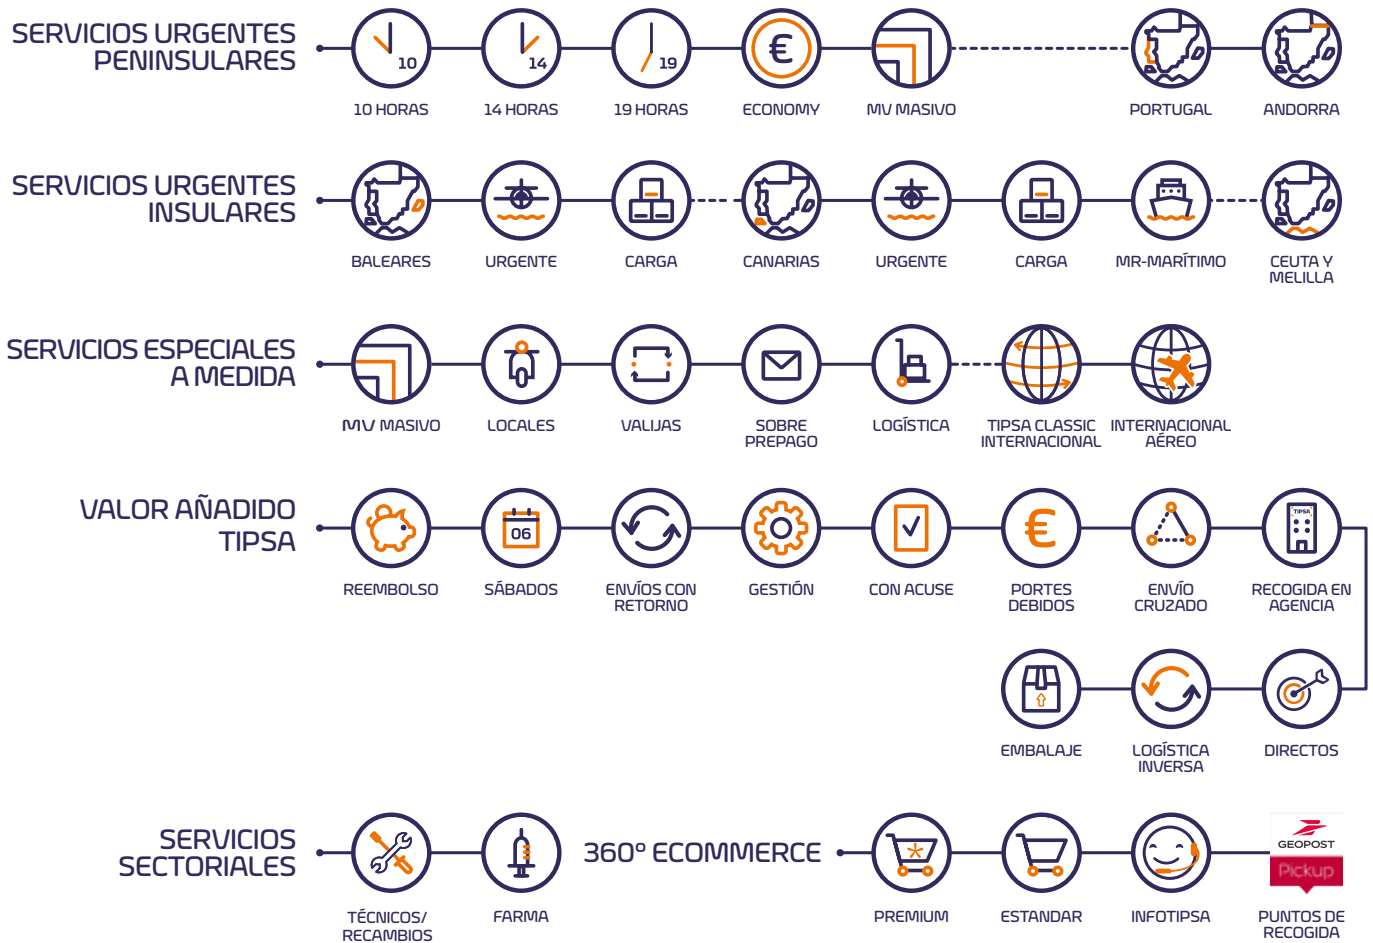 SERVICIOS URGENTES
PENINSULARES
10
14
19
€
10 HORAS
14 HORAS
19 HORAS
ECONOMY
MV MASIVO
PORTUGAL
ANDORRA
SERVICIOS URGENTES
INSULARES
BALEARES
URGENTE
CARGA
CANARIAS
URGENTE
CARGA
MR-MARÍTIMO
CEUTA Y
MELILLA
SERVICIOS ESPECIALES
A MEDIDA
MV MASIVO
LOCALES
VALIJAS
SOBRE
PREPAGO
LOGÍSTICA
TIPSA CLASSIC
INTERNACIONAL
INTERNACIONAL
AÉREO
VALOR AÑADIDO
TIPSA
06
€
TIPSA
REEMBOLSO
SÁBADOS
ENVÍOS CON
RETORNO
GESTIÓN
CON ACUSE
PORTES
DEBIDOS
ENVÍO
CRUZADO
RECOGIDA EN
AGENCIA
EMBALAJE
LOGÍSTICA
INVERSA
DIRECTOS
SERVICIOS
SECTORIALES
TÉCNICOS/
RECAMBIOS
FARMA
360º ECOMMERCE
PREMIUM
ESTANDAR
INFOTIPSA
GEOPOST
Pickup
PUNTOS DE
RECOGIDA